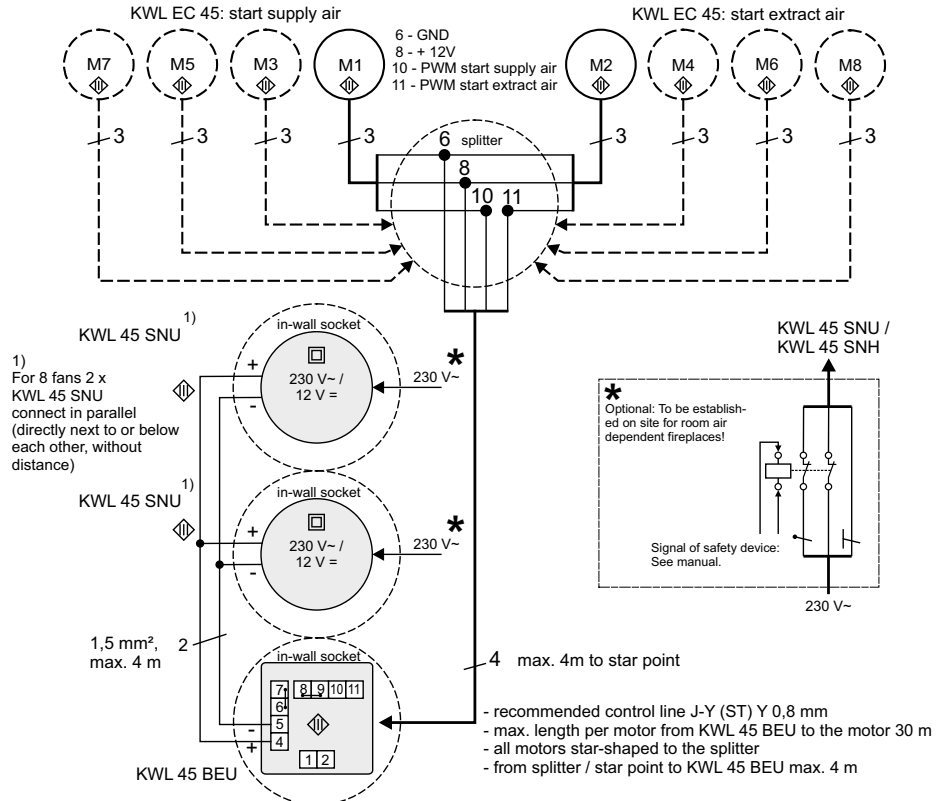 KWL EC 45: start supply air
KWL EC 45: start extract air
M7
M5
M3
M1
6 - GND
8 - + 12V
10 - PWM start supply air
11 - PWM start extract air
M2
M4
M6
M8
3
3
3
3
3
3
3
3
6 splitter
8
10 11
KWL 45 SNU 1)
in-wall socket
+
-
230 V~ /
12 V =
*
230 V~
1)
For 8 fans 2 x
KWL 45 SNU
connect in parallel
(directly next to or below
each other, without
distance)
KWL 45 SNU 1)
in-wall socket
+
-
230 V~ /
12 V =
*
230 V~
KWL 45 SNU /
KWL 45 SNH
*
Optional: To be establish-
ed on site for room air
dependent fireplaces!
Signal of safety device:
See manual.
230 V~
1,5 mm²,
max. 4 m
2
in-wall socket
7 8 9 10 11
6
5
4
-
+
1 2
KWL 45 BEU
4 max. 4m to star point
- recommended control line J-Y (ST) Y 0,8 mm
- max. length per motor from KWL 45 BEU to the motor 30 m
- all motors star-shaped to the splitter
- from splitter / star point to KWL 45 BEU max. 4 m